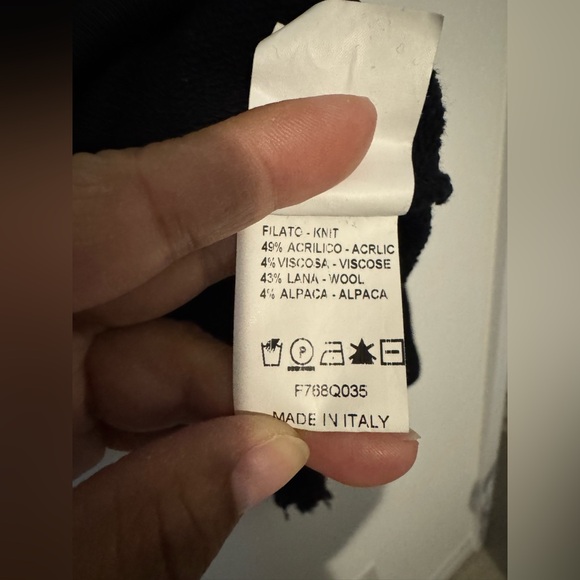 FILATO - KNIT
49% ACRILICO - ACRLIC
4% VISCOSA - VISCOSE
43% LANA - WOOL
4% ALPACA - ALPACA
P
F768Q035
MADE IN ITALY